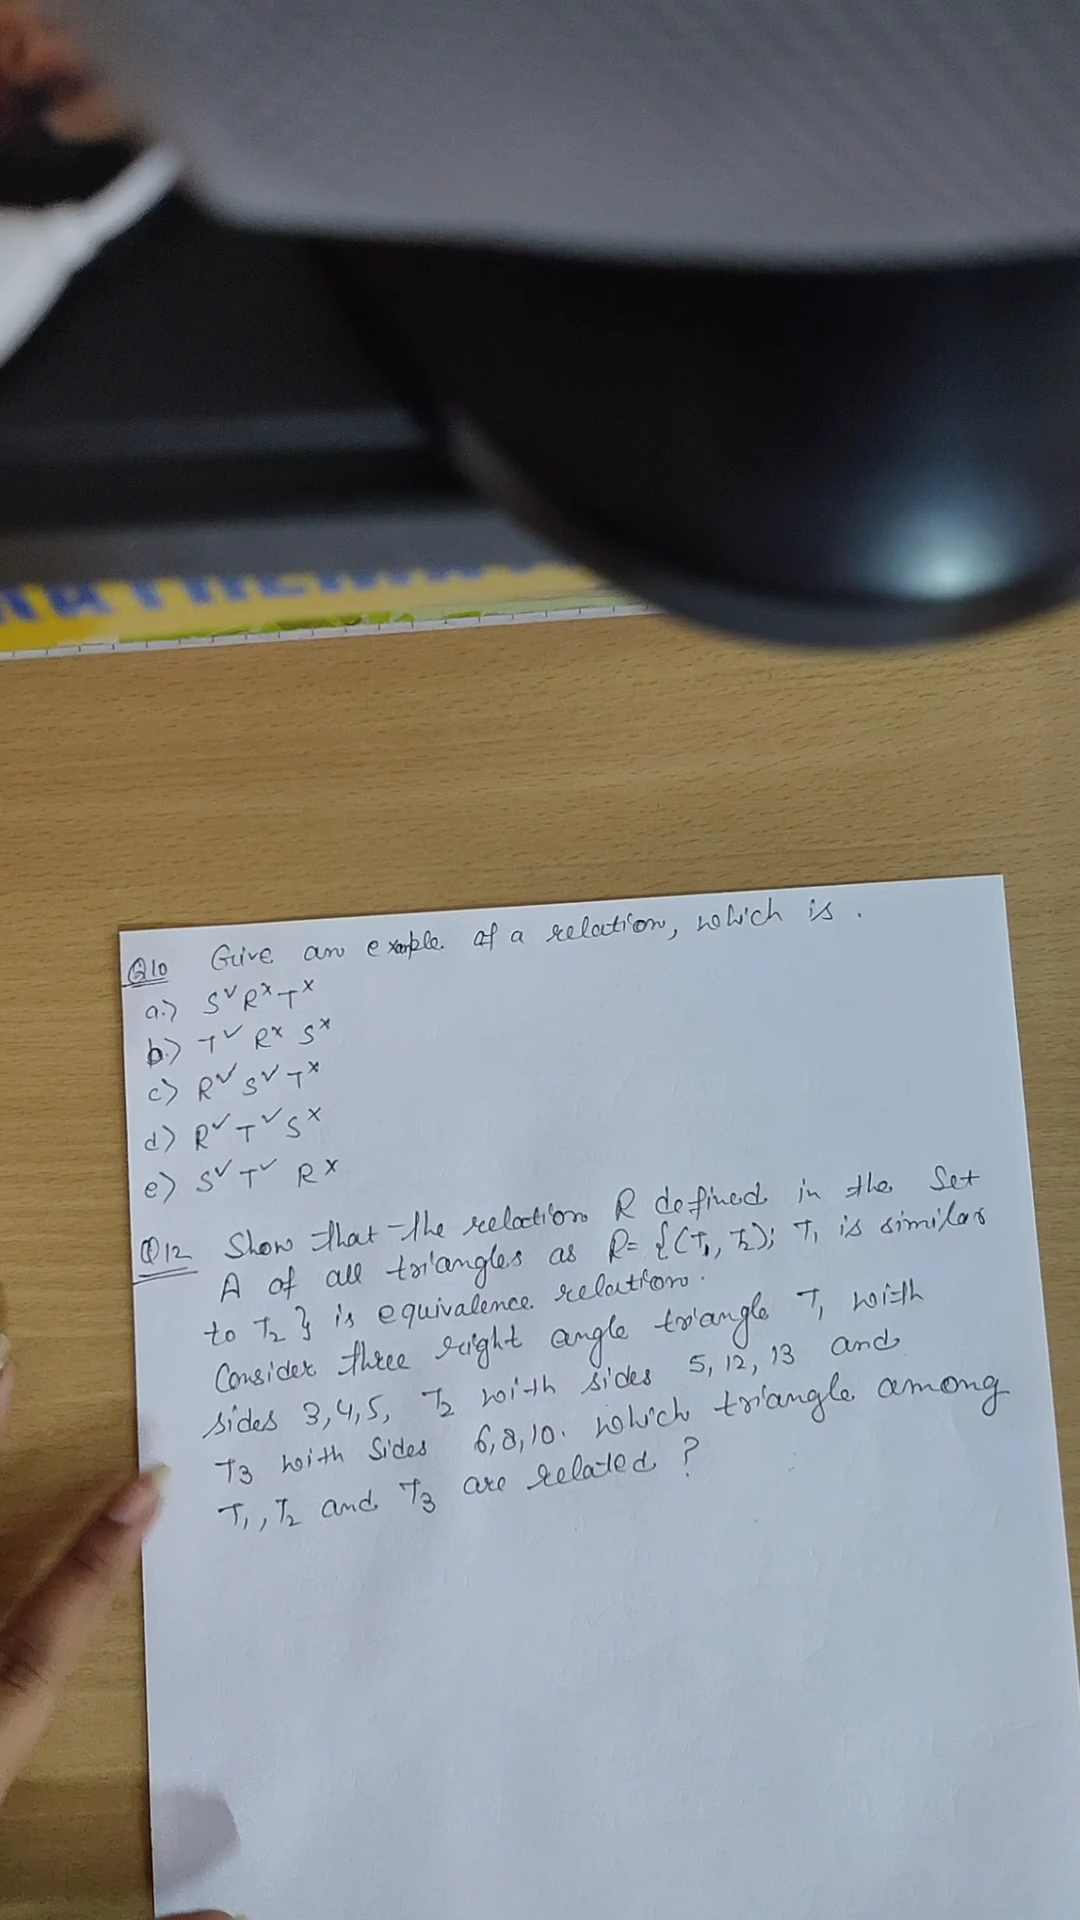 Q10 Give an example of a relation, which is.
a.) S✓ R× T×
b.) T✓ R× S×
c) R✓ S✓ T×
d) R✓ T✓ S×
e) S✓ T✓ R×
Q12 Show that the relation R defined in the Set
A of all triangles as R= {(T₁, T₂); T₁ is similar
to T₂} is equivalence relation.
Consider three right angle triangle T₁ with
sides 3,4,5, T₂ with sides 5,12,13 and
T₃ with Sides 6,8,10. which triangle among
T₁, T₂ and T₃ are related ?